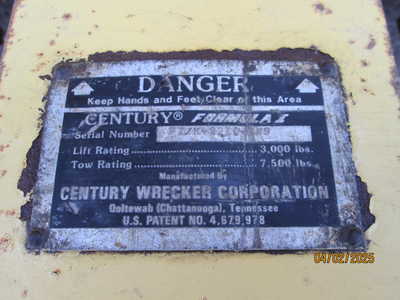 DANGER
Keep Hands and Feet Clear of this Area
CENTURY® FORMULA I
Serial Number
Lift Rating 3,000 lbs.
Tow Rating 7,500 lbs.
Manufactured By
CENTURY WRECKER CORPORATION
Ooltewah (Chattanooga), Tennessee
U.S. PATENT NO. 4,679,978
04/02/2025